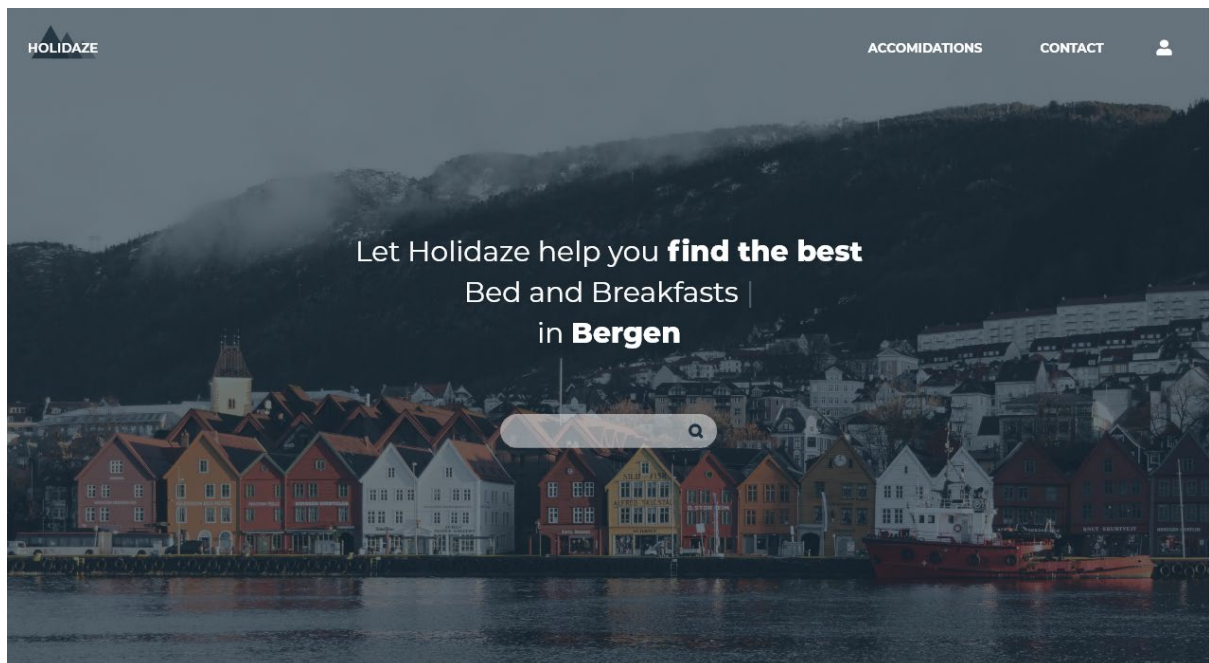 HOLIDAZE
ACCOMIDATIONS
CONTACT
Let Holidaze help you find the best
Bed and Breakfasts |
in Bergen